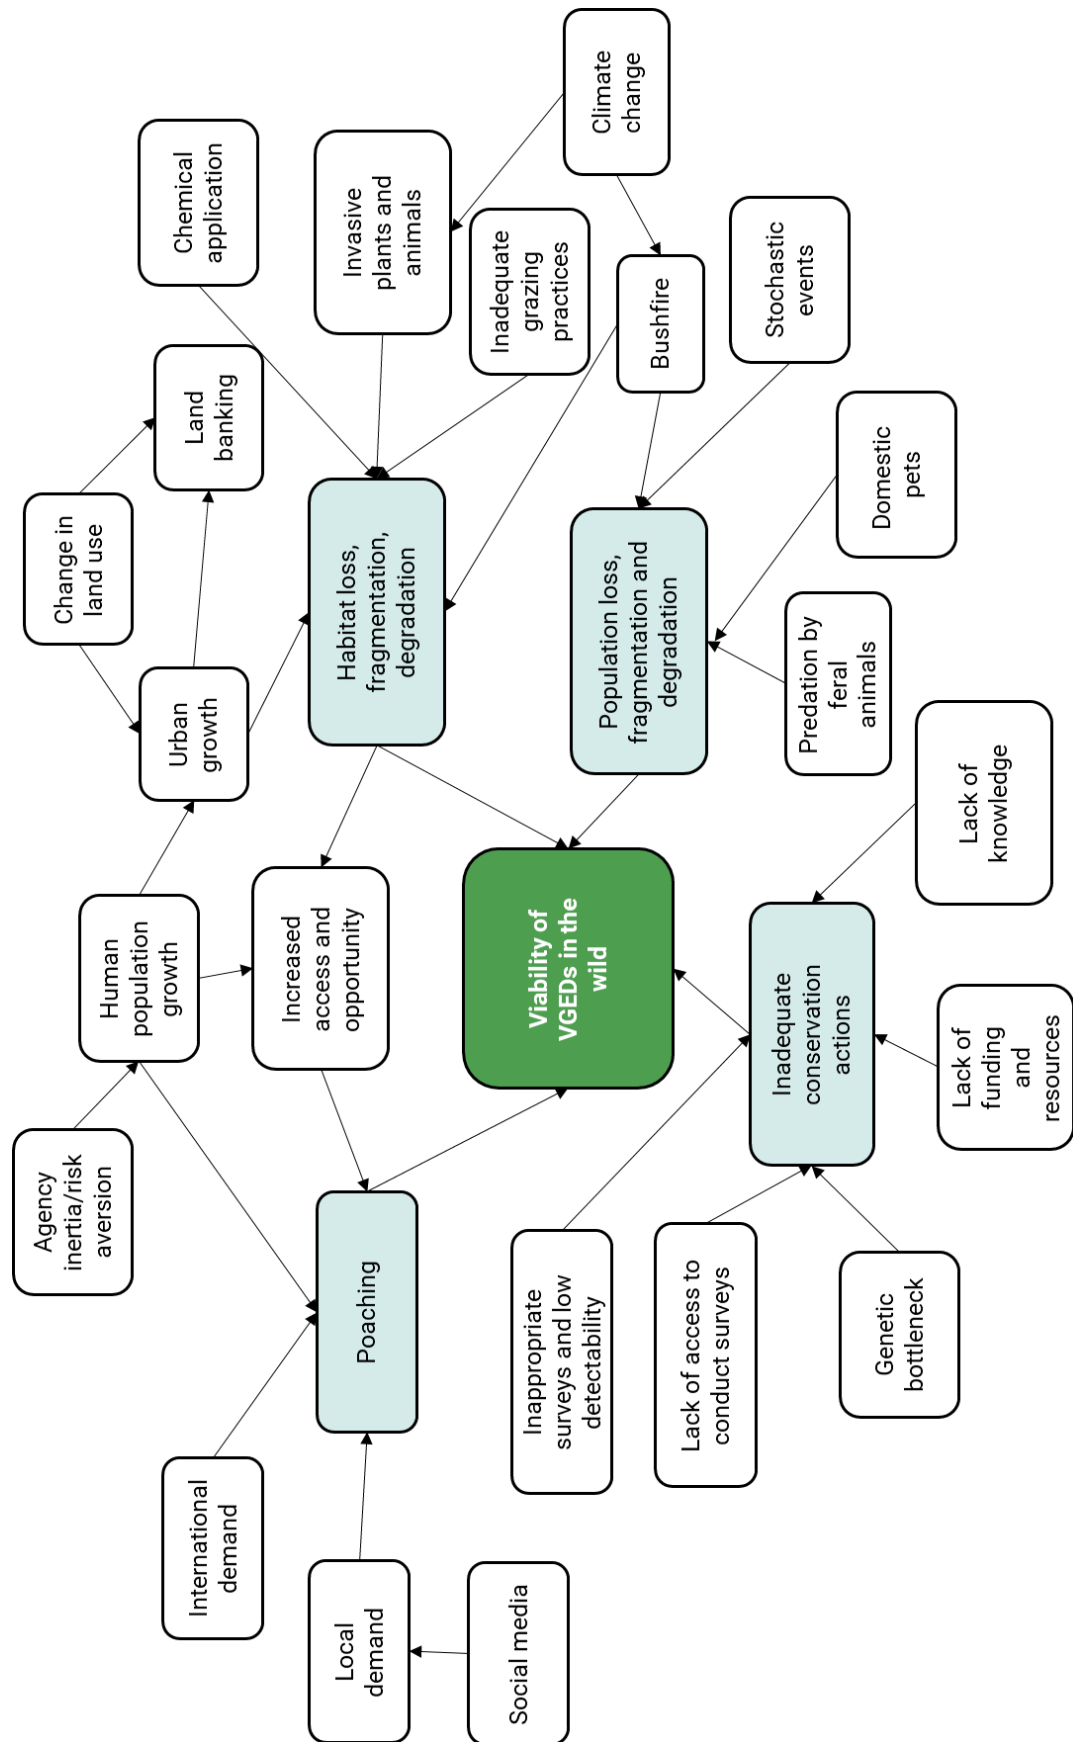 Agency
inertia/risk
aversion
Change in
land use
Human
population
growth
Urban
growth
Land
banking
Chemical
application
International
demand
Increased
access and
opportunity
Local
demand
Poaching
Habitat loss,
fragmentation,
degradation
Invasive
plants and
animals
Social media
Inappropriate
surveys and low
detectability
Viability of
VGEDs in the
wild
Inadequate
grazing
practices
Climate
change
Population loss,
fragmentation and
degradation
Bushfire
Lack of access to
conduct surveys
Stochastic
events
Inadequate
conservation
actions
Predation by
feral
animals
Genetic
bottleneck
Domestic
pets
Lack of
knowledge
Lack of
funding
and
resources